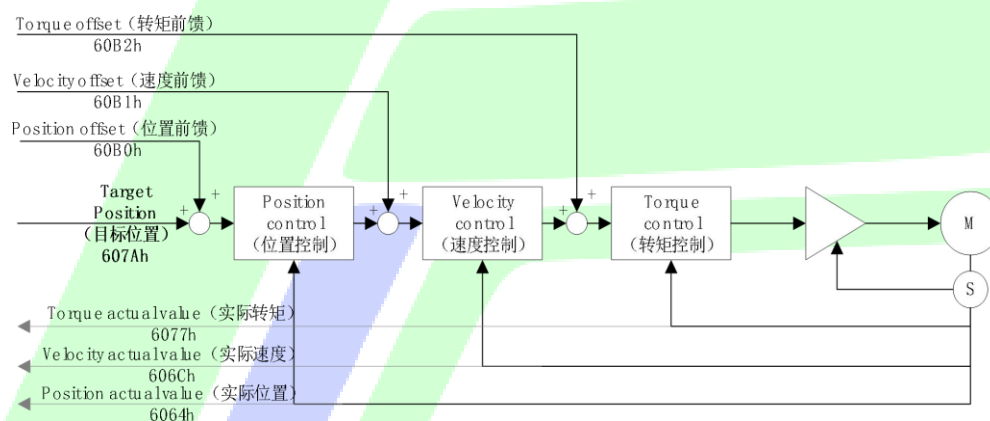 Torque offset（转矩前馈）
60B2h
Velocity offset（速度前馈）
60B1h
Position offset（位置前馈）
60B0h
Target
Position
（目标位置）
607Ah
+
+
Position
control
（位置控制）
+
+
Velocity
control
（速度控制）
+
+
Torque
control
（转矩控制）
M
S
Torque actual value（实际转矩）
6077h
Velocity actual value（实际速度）
606Ch
Position actual value（实际位置）
6064h